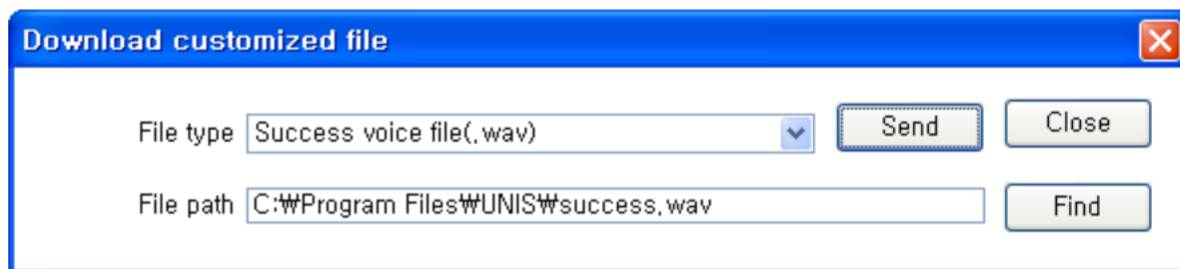 Download customized file
File type Success voice file(.wav) Send Close
File path C:₩Program Files₩UNIS₩success.wav Find